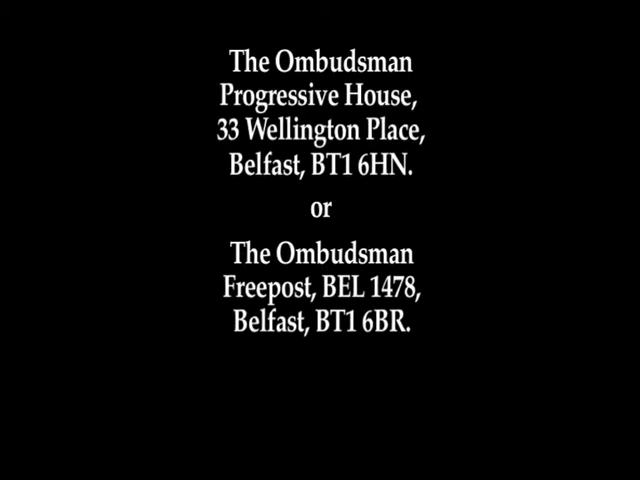 The Ombudsman
Progressive House,
33 Wellington Place,
Belfast, BT1 6HN.
or
The Ombudsman
Freepost, BEL 1478,
Belfast, BT1 6BR.